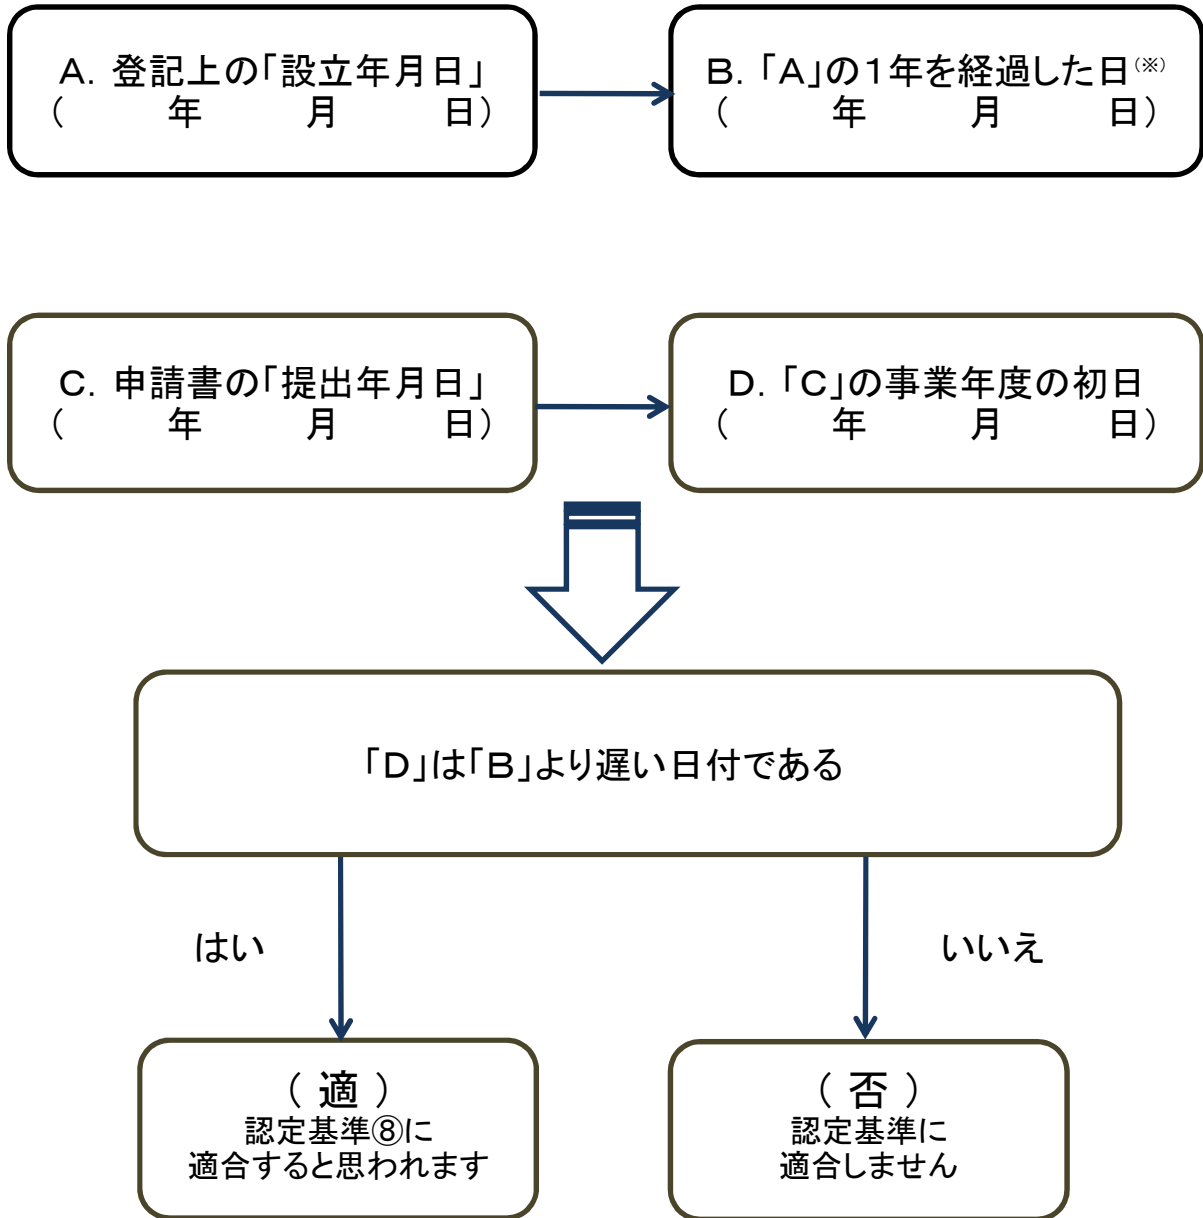 A. 登記上の「設立年月日」
( 年 月 日)
B. 「A」の１年を経過した日(※)
( 年 月 日)
C. 申請書の「提出年月日」
( 年 月 日)
D. 「C」の事業年度の初日
( 年 月 日)
「D」は「B」より遅い日付である
はい
いいえ
( 適 )
認定基準⑧に
適合すると思われます
( 否 )
認定基準に
適合しません